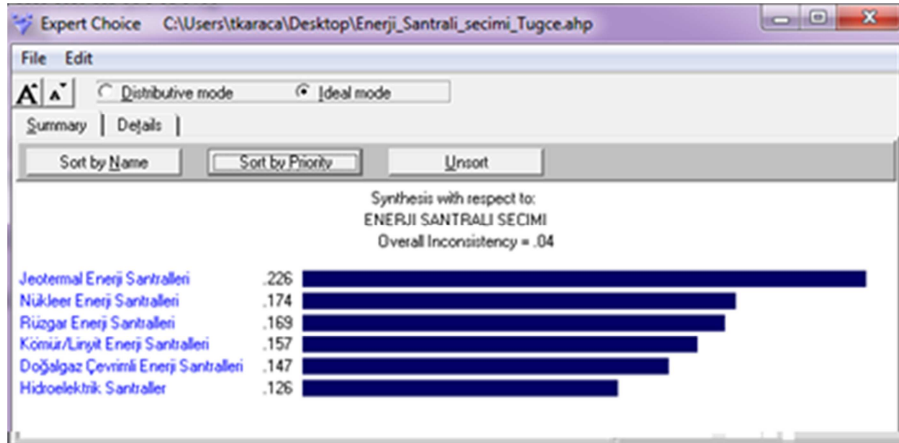 Expert Choice C:\Users\tkaraca\Desktop\Enerji_Santrali_secimi_Tugce.ahp
File Edit
A A Distributive mode Ideal mode
Summary Details
Sort by Name Sort by Priority Unsort
Synthesis with respect to:
ENERJI SANTRALI SECIMI
Overall Inconsistency = .04
Jeotermal Enerji Santralleri .226
Nükleer Enerji Santralleri .174
Rüzgar Enerji Santralleri .169
Kömür/Linyit Enerji Santralleri .157
Doğalgaz Çevrimli Enerji Santralleri .147
Hidroelektrik Santraller .126